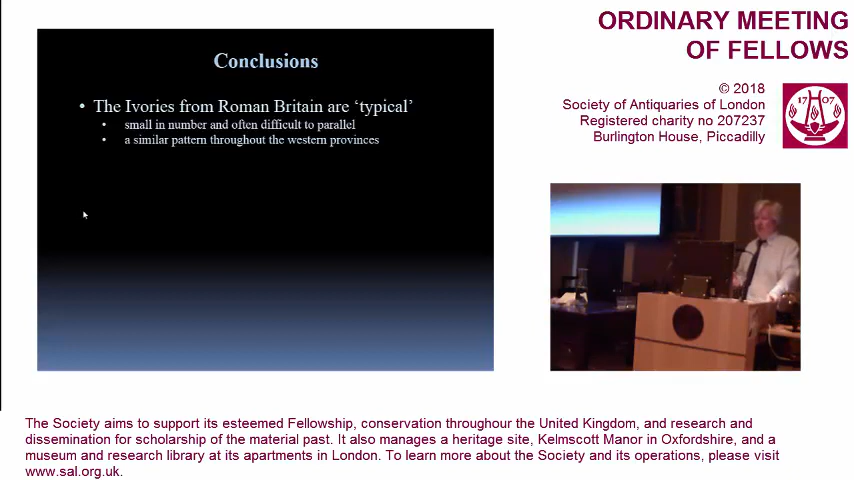 Conclusions
• The Ivories from Roman Britain are ‘typical’
• small in number and often difficult to parallel
• a similar pattern throughout the western provinces
ORDINARY MEETING
OF FELLOWS
© 2018
Society of Antiquaries of London
Registered charity no 207237
Burlington House, Piccadilly
17 07
The Society aims to support its esteemed Fellowship, conservation throughour the United Kingdom, and research and
dissemination for scholarship of the material past. It also manages a heritage site, Kelmscott Manor in Oxfordshire, and a
museum and research library at its apartments in London. To learn more about the Society and its operations, please visit
www.sal.org.uk.